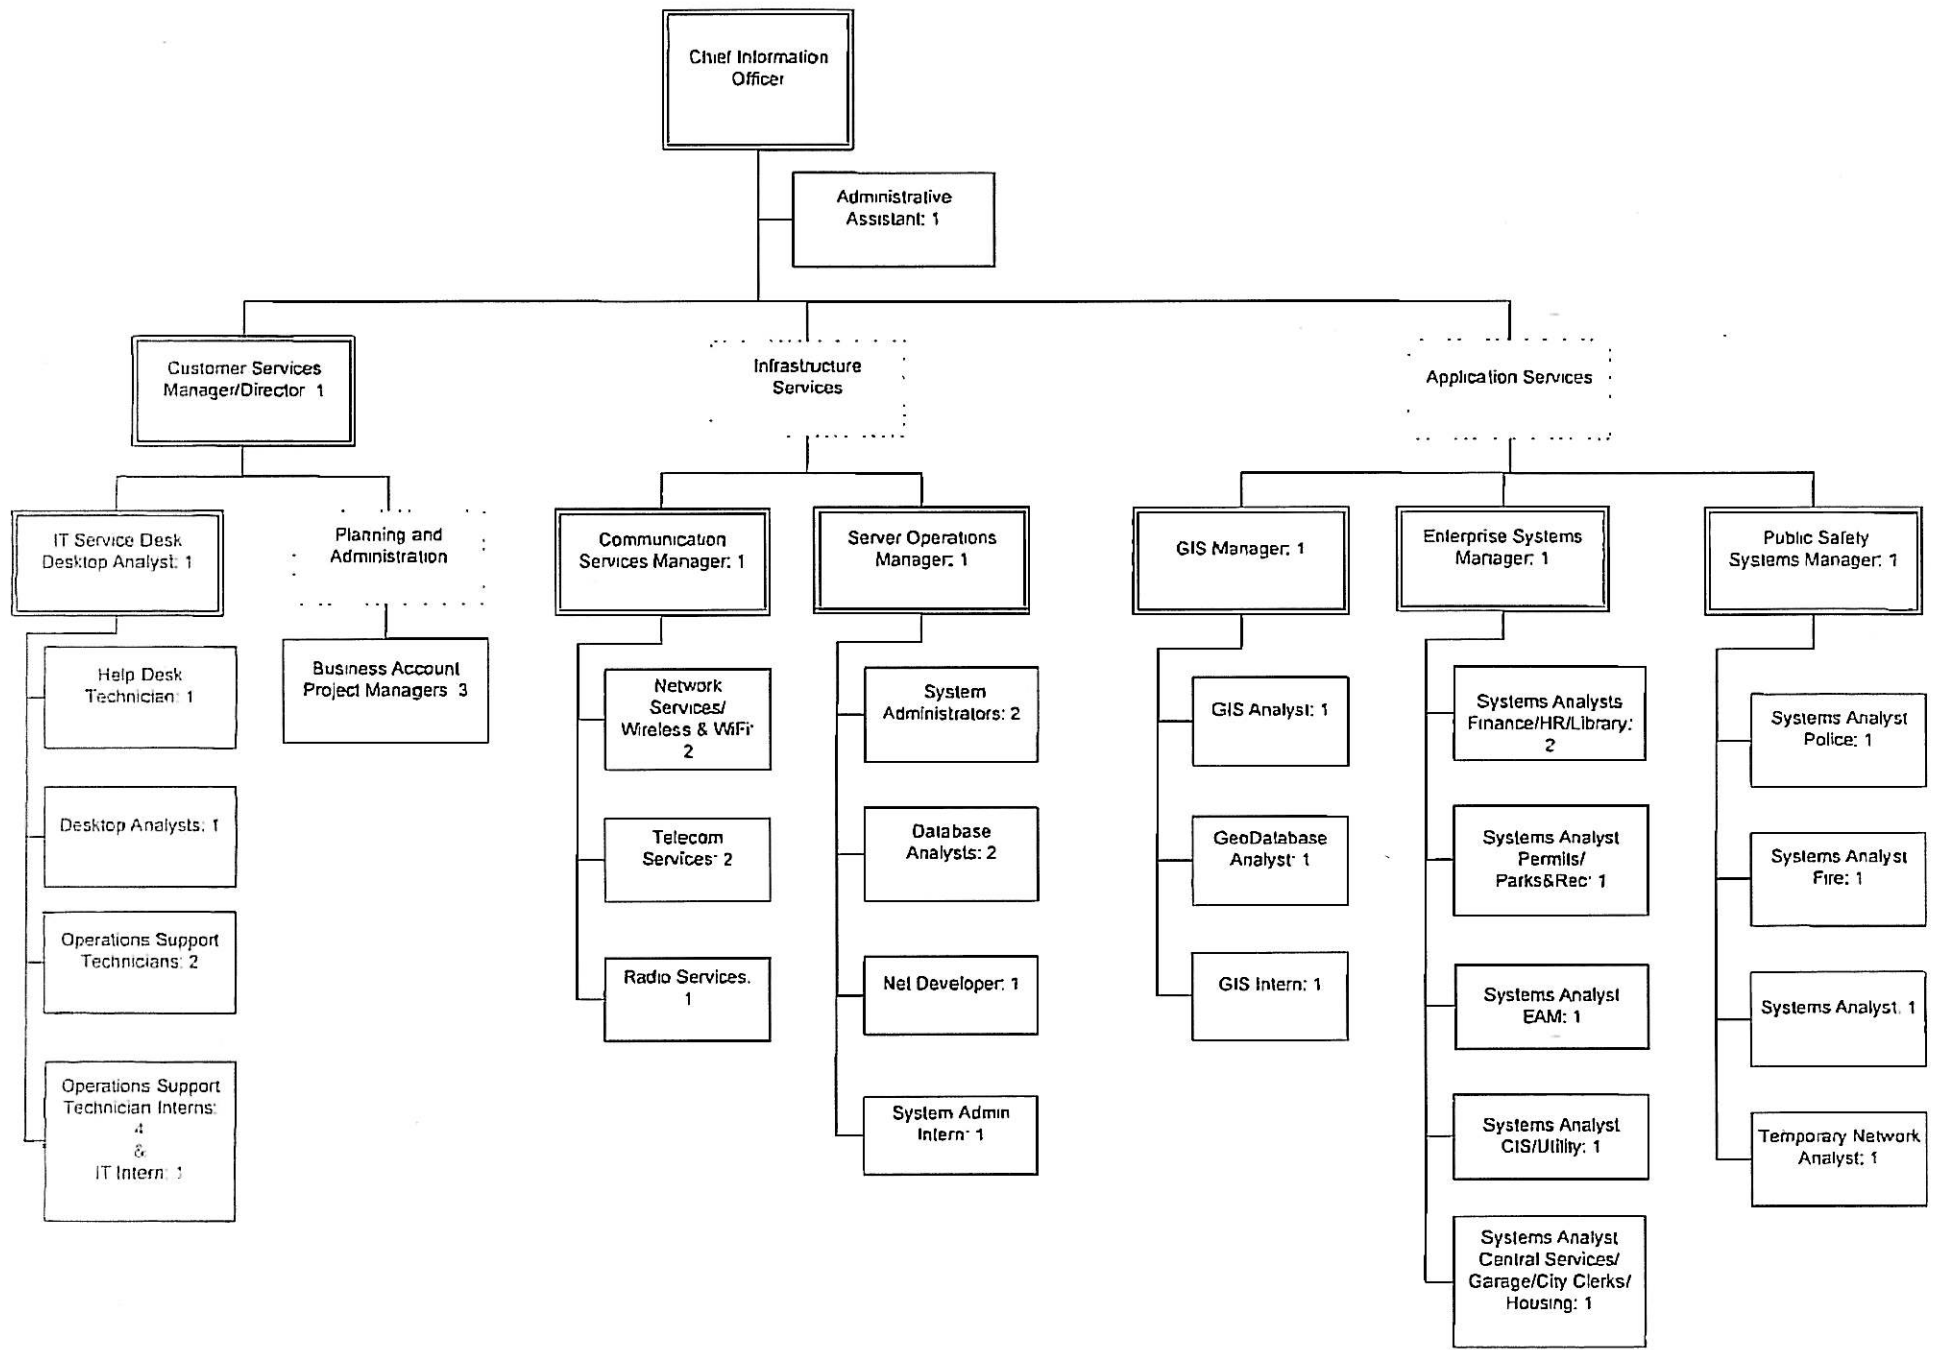 Chief Information
Officer
Administrative
Assistant: 1
Customer Services
Manager/Director 1
Infrastructure
Services
Application Services
IT Service Desk
Desktop Analyst: 1
Planning and
Administration
Communication
Services Manager: 1
Server Operations
Manager: 1
GIS Manager: 1
Enterprise Systems
Manager: 1
Public Safety
Systems Manager: 1
Help Desk
Technician: 1
Desktop Analysts: 1
Operations Support
Technicians: 2
Operations Support
Technician Interns:
4
&
IT Intern: 1
Business Account
Project Managers 3
Network
Services/
Wireless & WiFi:
2
Telecom
Services: 2
Radio Services.
1
System
Administrators: 2
Database
Analysts: 2
Net Developer: 1
System Admin
Intern: 1
GIS Analyst: 1
GeoDatabase
Analyst: 1
GIS Intern: 1
Systems Analysts
Finance/HR/Library:
2
Systems Analyst
Permits/
Parks&Rec: 1
Systems Analyst
EAM: 1
Systems Analyst
CIS/Utility: 1
Systems Analyst
Central Services/
Garage/City Clerks/
Housing: 1
Systems Analyst
Police: 1
Systems Analyst
Fire: 1
Systems Analyst: 1
Temporary Network
Analyst: 1